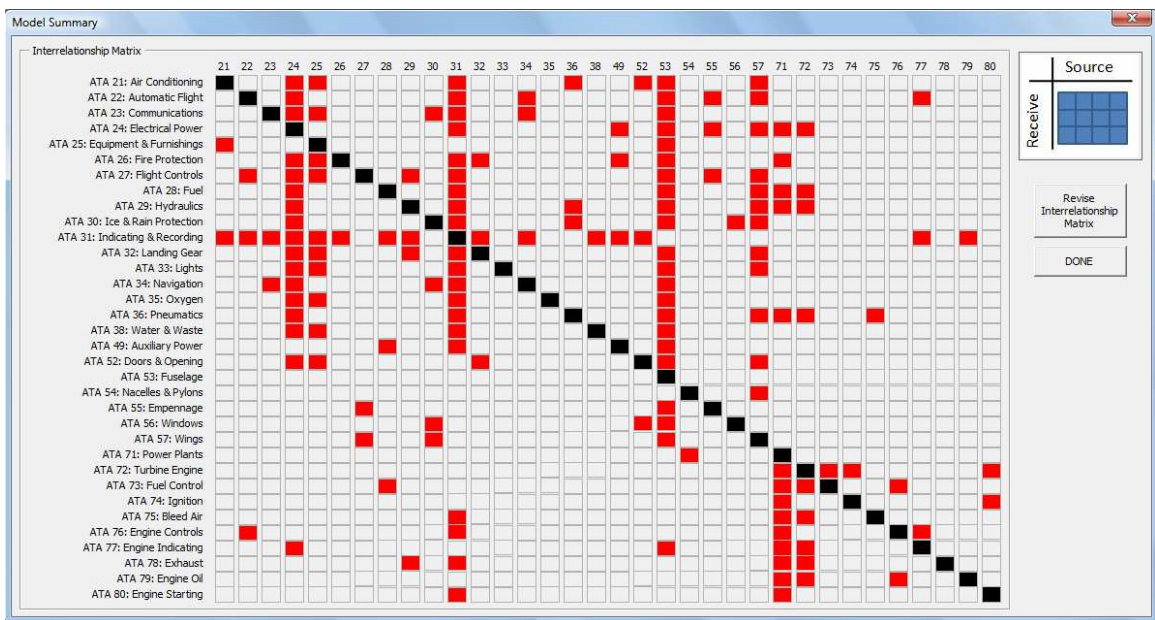 Model Summary
Interrelationship Matrix
21 22 23 24 25 26 27 28 29 30 31 32 33 34 35 36 38 49 52 53 54 55 56 57 71 72 73 74 75 76 77 78 79 80
ATA 21: Air Conditioning
ATA 22: Automatic Flight
ATA 23: Communications
ATA 24: Electrical Power
ATA 25: Equipment & Furnishings
ATA 26: Fire Protection
ATA 27: Flight Controls
ATA 28: Fuel
ATA 29: Hydraulics
ATA 30: Ice & Rain Protection
ATA 31: Indicating & Recording
ATA 32: Landing Gear
ATA 33: Lights
ATA 34: Navigation
ATA 35: Oxygen
ATA 36: Pneumatics
ATA 38: Water & Waste
ATA 49: Auxiliary Power
ATA 52: Doors & Opening
ATA 53: Fuselage
ATA 54: Nacelles & Pylons
ATA 55: Empennage
ATA 56: Windows
ATA 57: Wings
ATA 71: Power Plants
ATA 72: Turbine Engine
ATA 73: Fuel Control
ATA 74: Ignition
ATA 75: Bleed Air
ATA 76: Engine Controls
ATA 77: Engine Indicating
ATA 78: Exhaust
ATA 79: Engine Oil
ATA 80: Engine Starting
Source
Receive
Revise
Interrelationship
Matrix
DONE